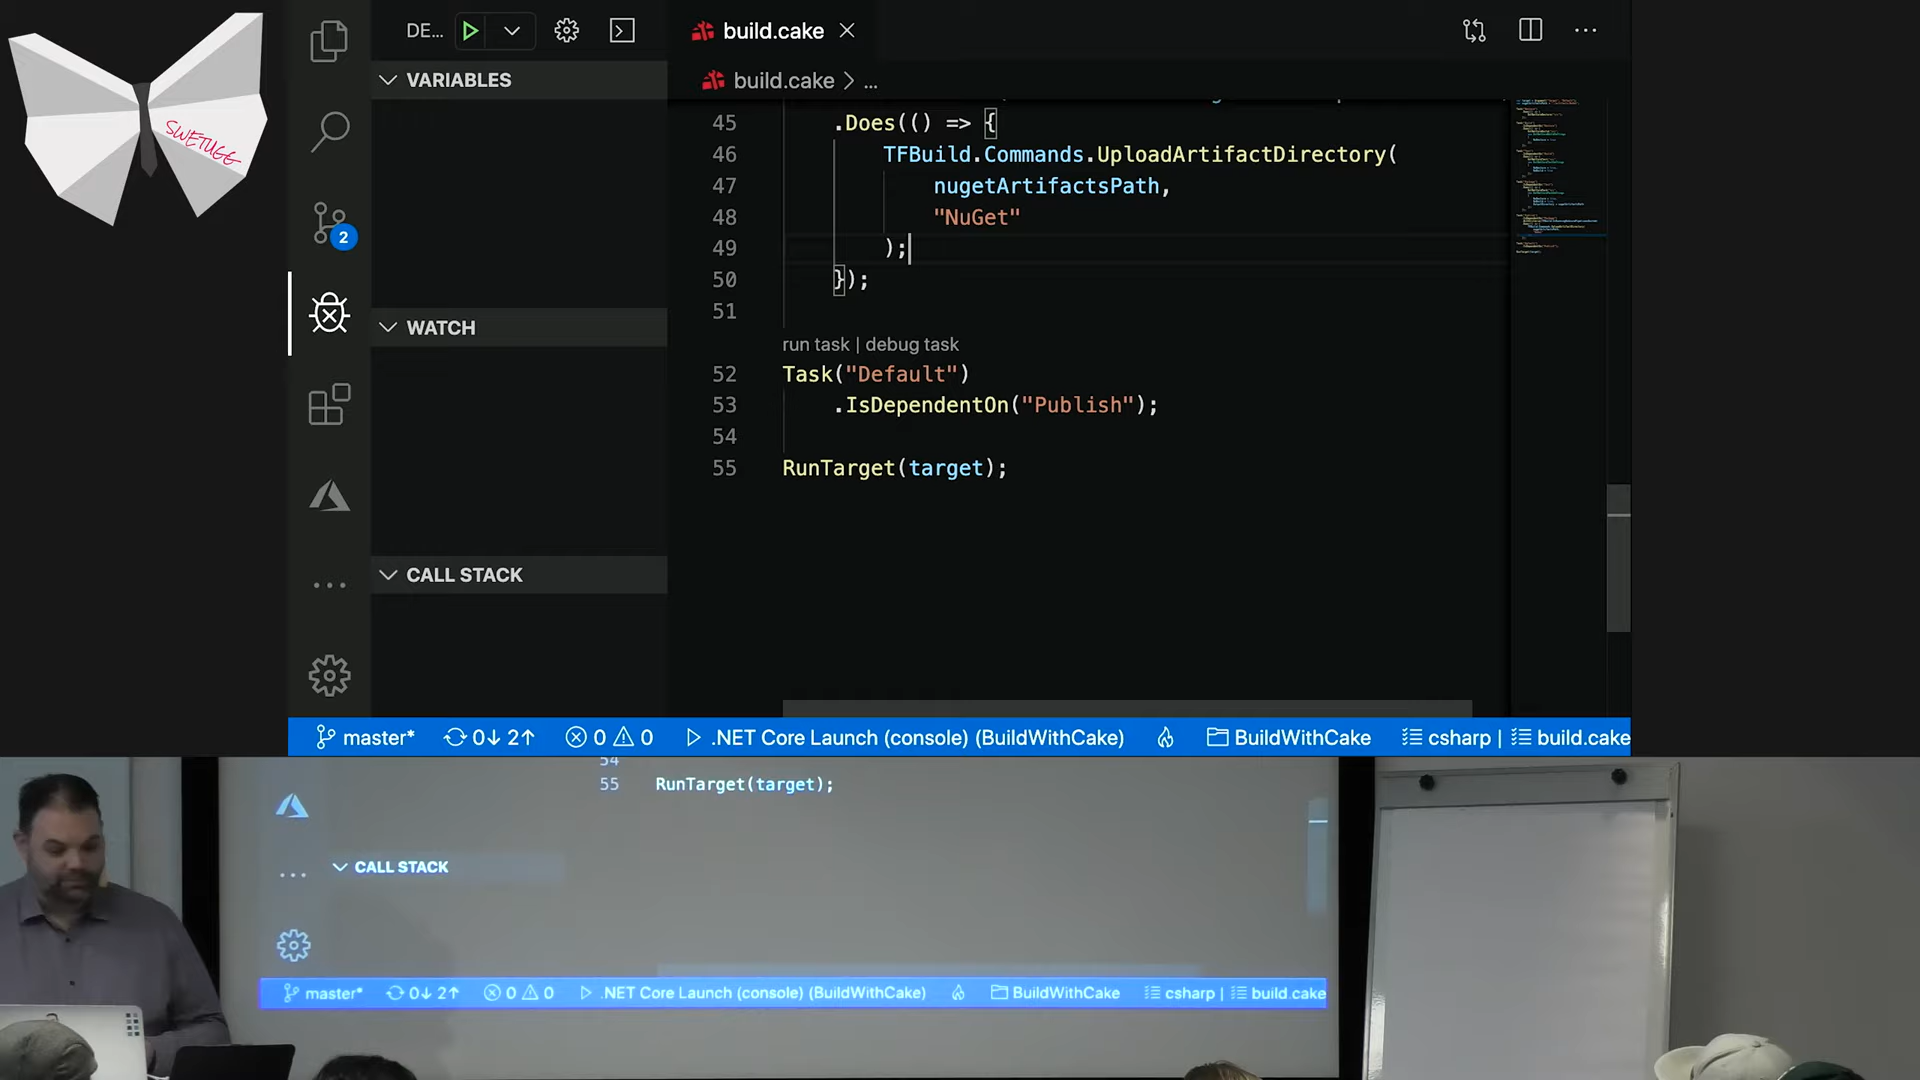 SWETUGG
DE...
build.cake
VARIABLES
build.cake > ...
45 .Does(() => {
46 TFBuild.Commands.UploadArtifactDirectory(
47 nugetArtifactsPath,
48 "NuGet"
49 );
50 });
51
run task | debug task
52 Task("Default")
53 .IsDependentOn("Publish");
54
55 RunTarget(target);
WATCH
CALL STACK
2
master* 0↓ 2↑ 0 0 .NET Core Launch (console) (BuildWithCake) BuildWithCake csharp | build.cake
54
55 RunTarget(target);
CALL STACK
master* 0↓ 2↑ 0 0 .NET Core Launch (console) (BuildWithCake) BuildWithCake csharp | build.cake